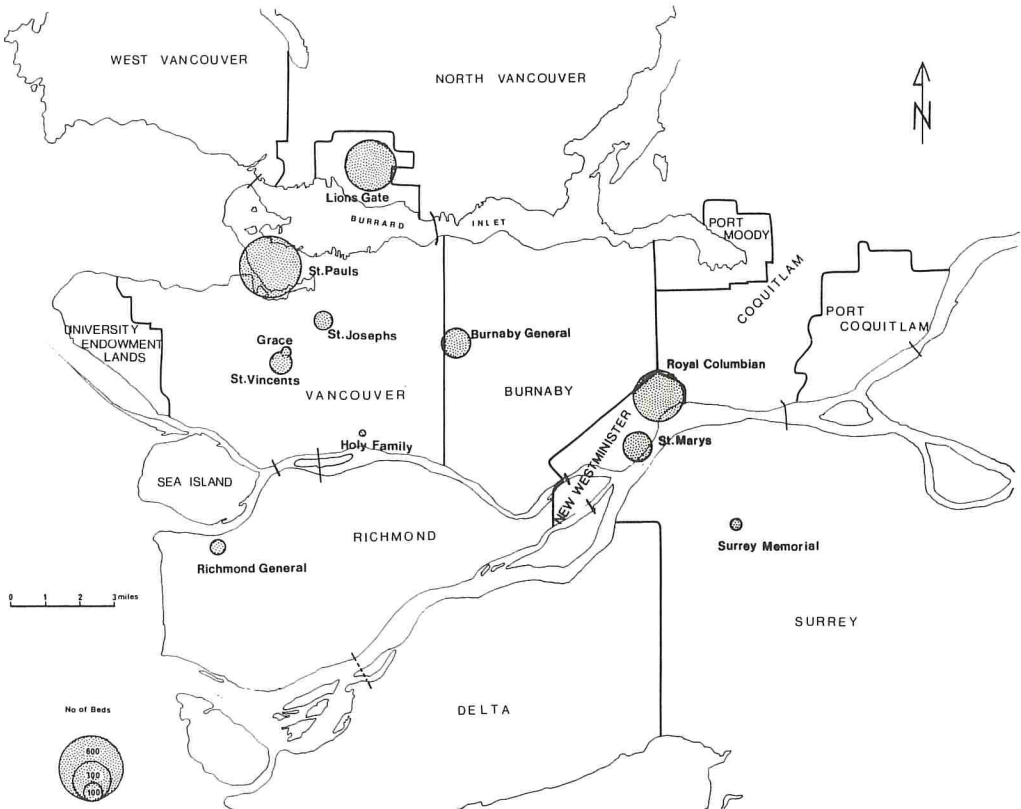 WEST VANCOUVER
NORTH VANCOUVER
N
Lions Gate
BURRARD INLET
PORT
MOODY
St.Pauls
COQUITLAM
PORT
COQUITLAM
UNIVERSITY
ENDOWMENT
LANDS
St.Josephs
Grace
St.Vincents
Burnaby General
VANCOUVER
BURNABY
Royal Columbian
Holy Family
St.Marys
NEW WESTMINISTER
SEA ISLAND
RICHMOND
Richmond General
Surrey Memorial
0 1 2 3 miles
SURREY
DELTA
No of Beds
600
100
100